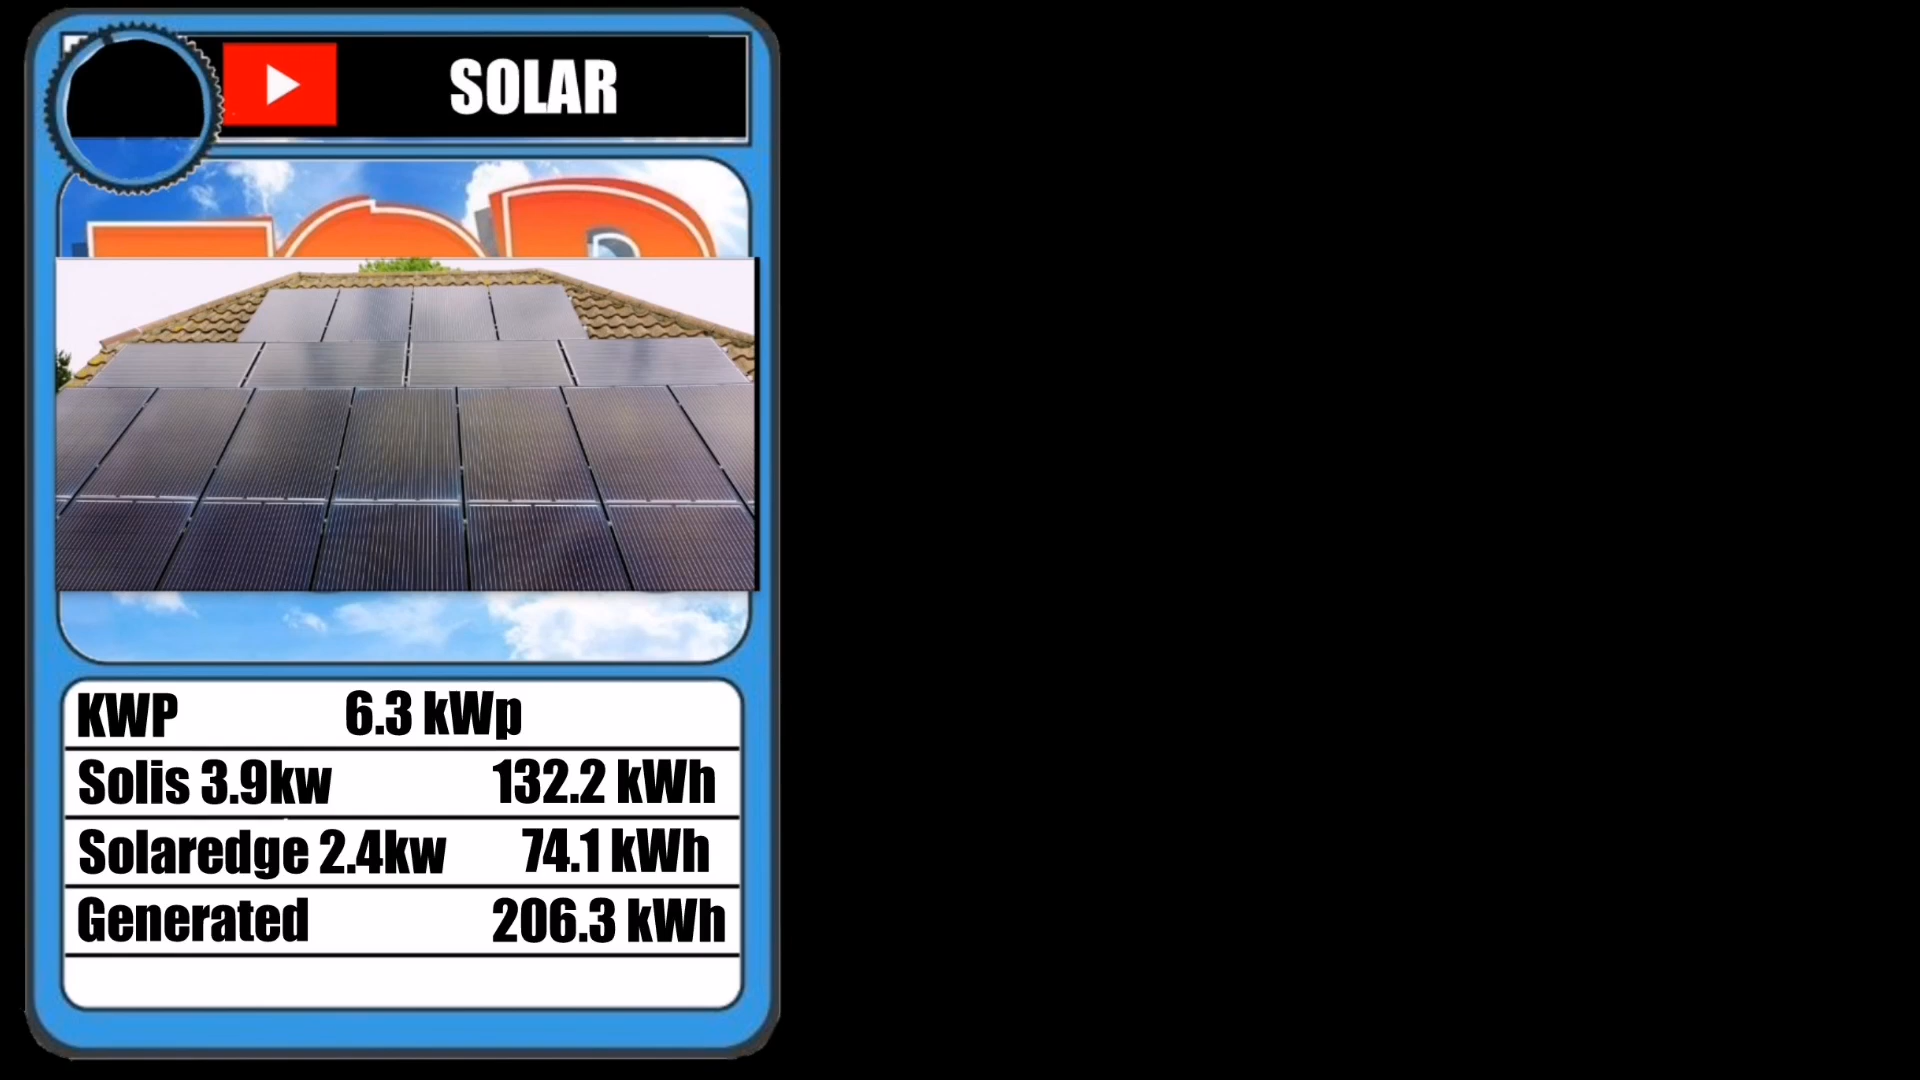 SOLAR
KWP 6.3 kWp
Solis 3.9kw 132.2 kWh
Solaredge 2.4kw 74.1 kWh
Generated 206.3 kWh